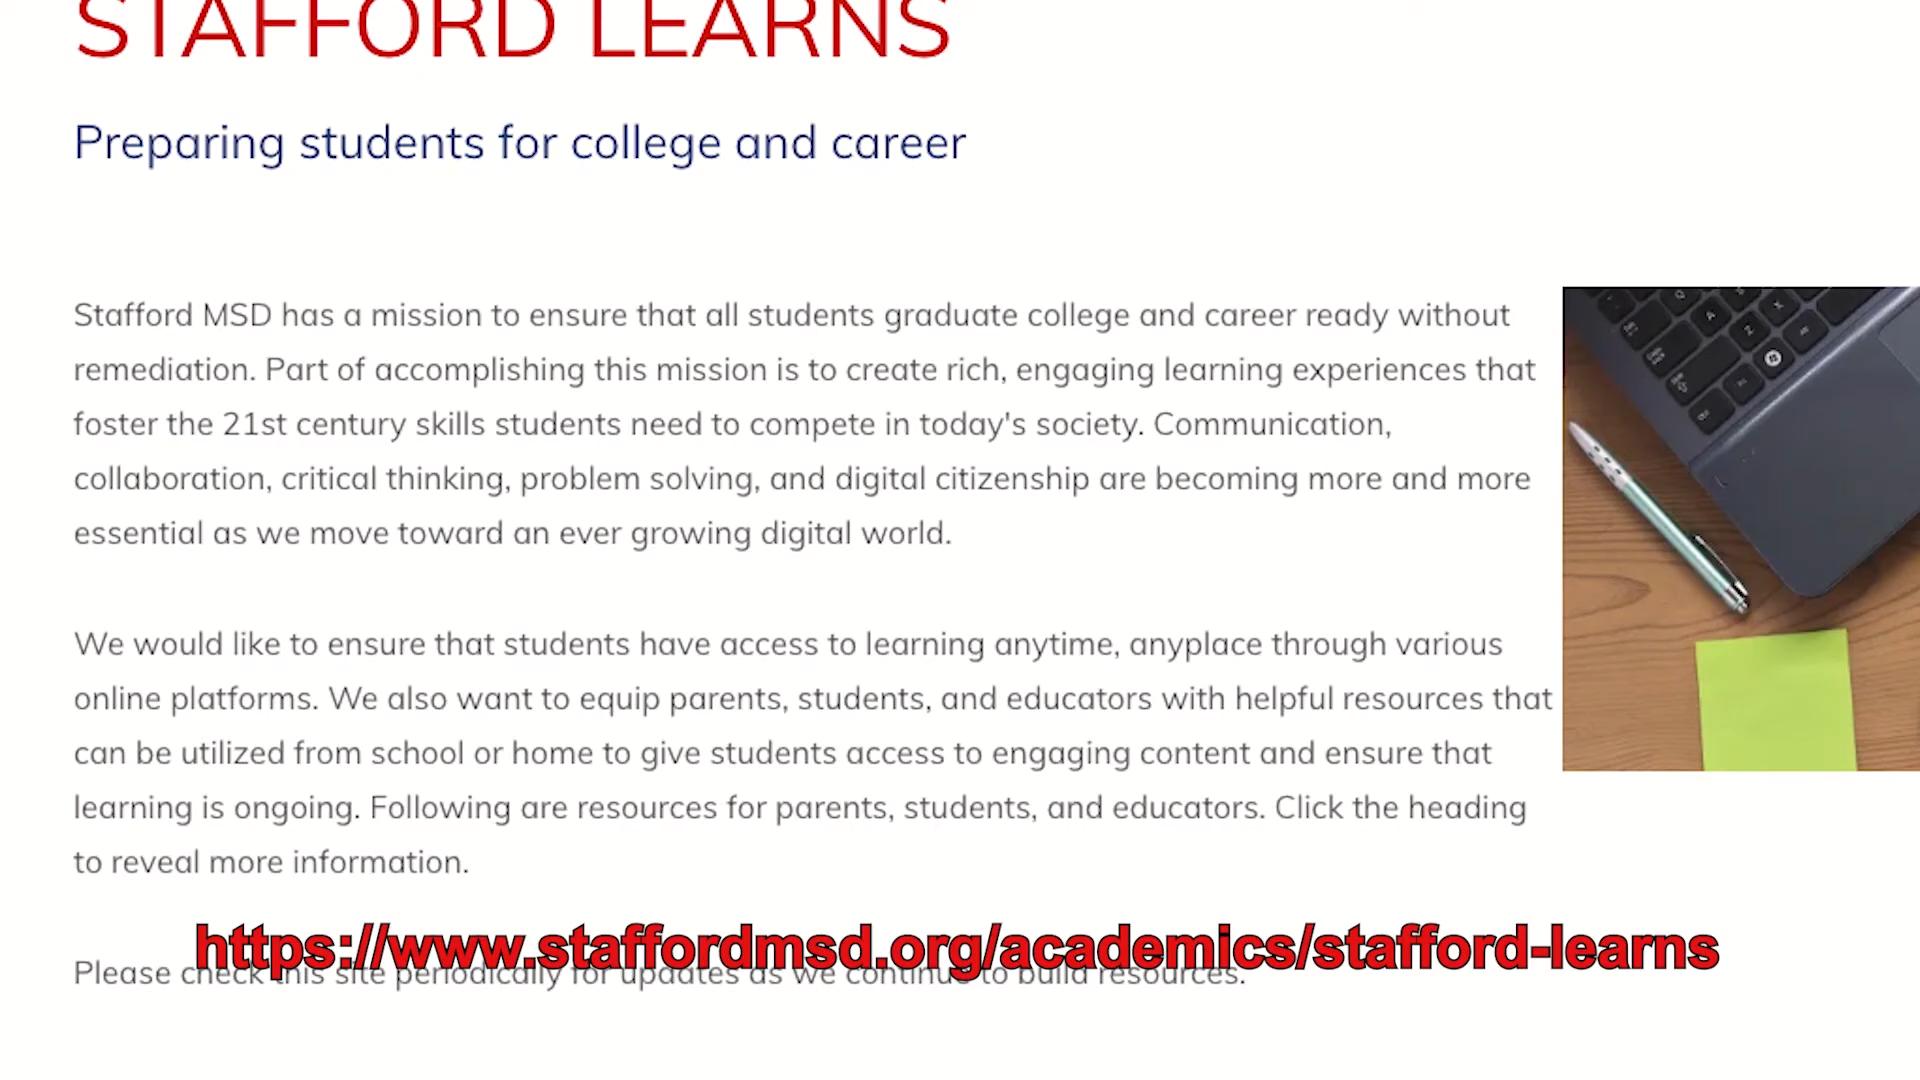 STAFFORD LEARNS
Preparing students for college and career
Stafford MSD has a mission to ensure that all students graduate college and career ready without
remediation. Part of accomplishing this mission is to create rich, engaging learning experiences that
foster the 21st century skills students need to compete in today's society. Communication,
collaboration, critical thinking, problem solving, and digital citizenship are becoming more and more
essential as we move toward an ever growing digital world.
We would like to ensure that students have access to learning anytime, anyplace through various
online platforms. We also want to equip parents, students, and educators with helpful resources that
can be utilized from school or home to give students access to engaging content and ensure that
learning is ongoing. Following are resources for parents, students, and educators. Click the heading
to reveal more information.
https://www.staffordmsd.org/academics/stafford-learns
Please check this site periodically for updates as we continue to build resources.